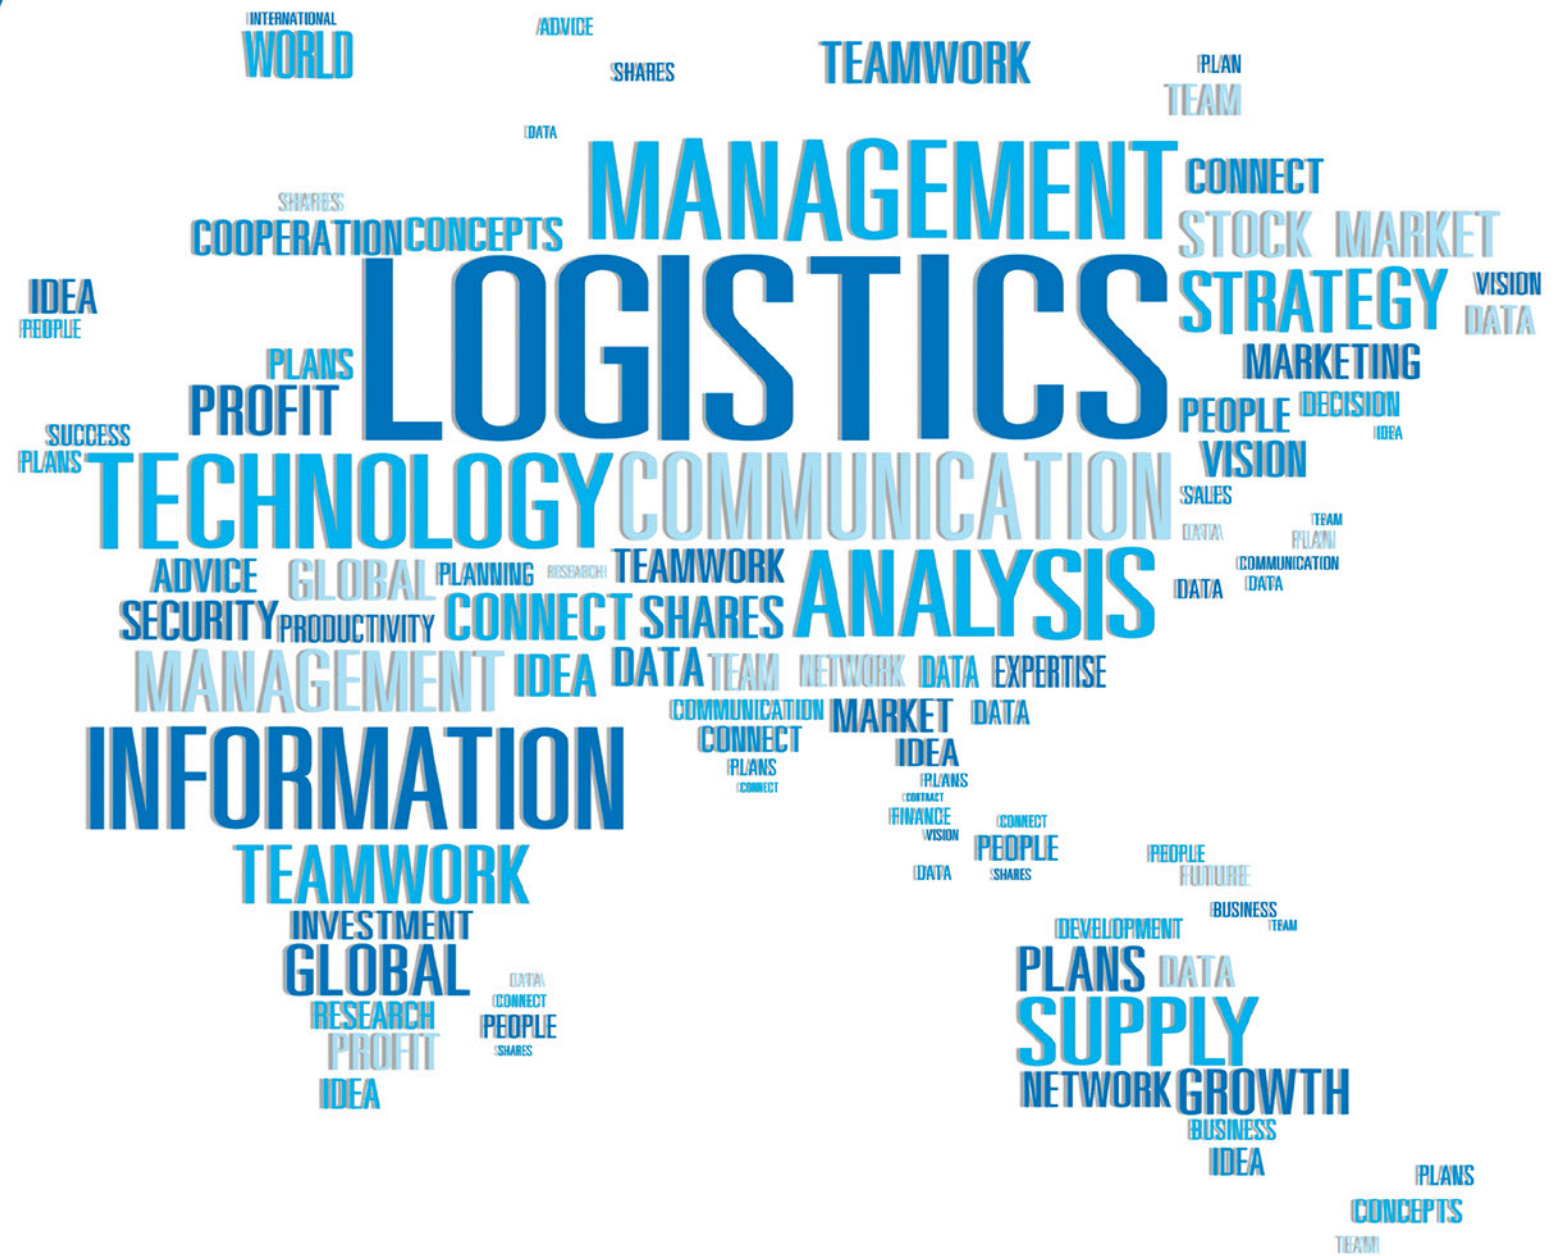 INTERNATIONAL
WORLD
ADVICE
SHARES
TEAMWORK
PLAN
TEAM
DATA
MANAGEMENT
CONNECT
SHARES
COOPERATION CONCEPTS
STOCK MARKET
IDEA
PEOPLE
LOGISTICS
STRATEGY
VISION
DATA
PLANS
MARKETING
PROFIT
PEOPLE
DECISION
IDEA
SUCCESS
PLANS
TECHNOLOGY COMMUNICATION
VISION
SALES
DATA
TEAM
PLAN
ADVICE GLOBAL PLANNING RESEARCH TEAMWORK
ANALYSIS
COMMUNICATION
DATA
DATA
SECURITY PRODUCTIVITY CONNECT SHARES
MANAGEMENT IDEA DATA TEAM NETWORK DATA EXPERTISE
COMMUNICATION MARKET DATA
INFORMATION
CONNECT
IDEA
PLANS
PLANS
CONNECT
CONTRACT
FINANCE
CONNECT
VISION
PEOPLE
DATA
SHARES
TEAMWORK
PEOPLE
FUTURE
BUSINESS
TEAM
INVESTMENT
DEVELOPMENT
GLOBAL
PLANS DATA
DATA
CONNECT
RESEARCH
PEOPLE
SHARES
SUPPLY
PROFIT
IDEA
NETWORK GROWTH
BUSINESS
IDEA
PLANS
CONCEPTS
TEAM